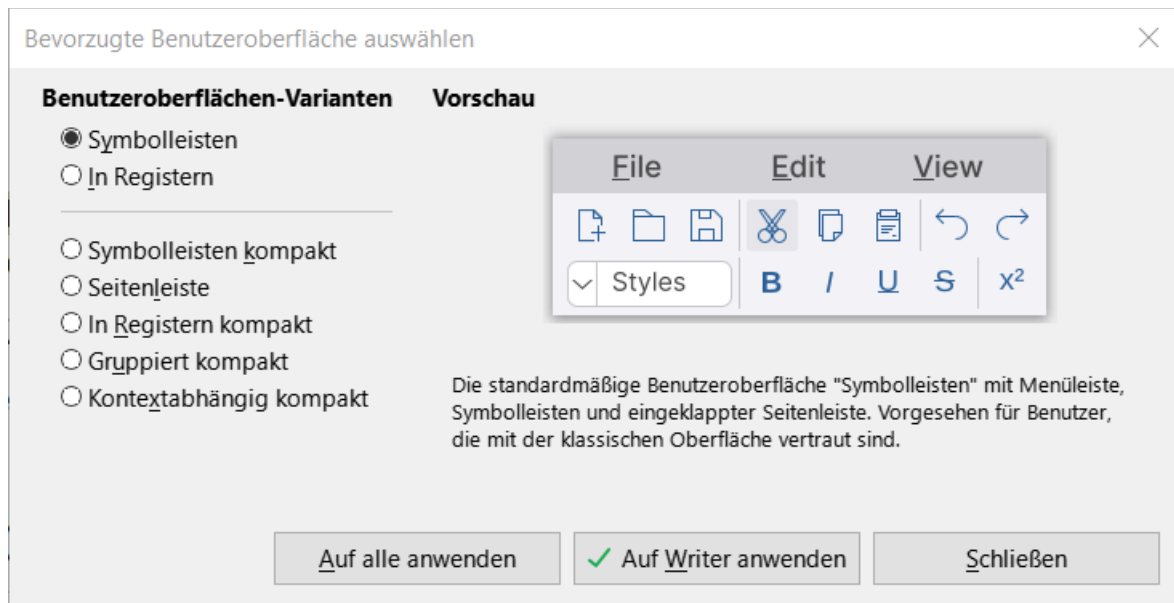 Bevorzugte Benutzeroberfläche auswählen
Benutzeroberflächen-Varianten
Symbolleisten
In Registern
Symbolleisten kompakt
Seitenleiste
In Registern kompakt
Gruppiert kompakt
Kontextabhängig kompakt
Vorschau
File Edit View
Styles B I U S x²
Die standardmäßige Benutzeroberfläche "Symbolleisten" mit Menüleiste,
Symbolleisten und eingeklappter Seitenleiste. Vorgesehen für Benutzer,
die mit der klassischen Oberfläche vertraut sind.
Auf alle anwenden Auf Writer anwenden Schließen